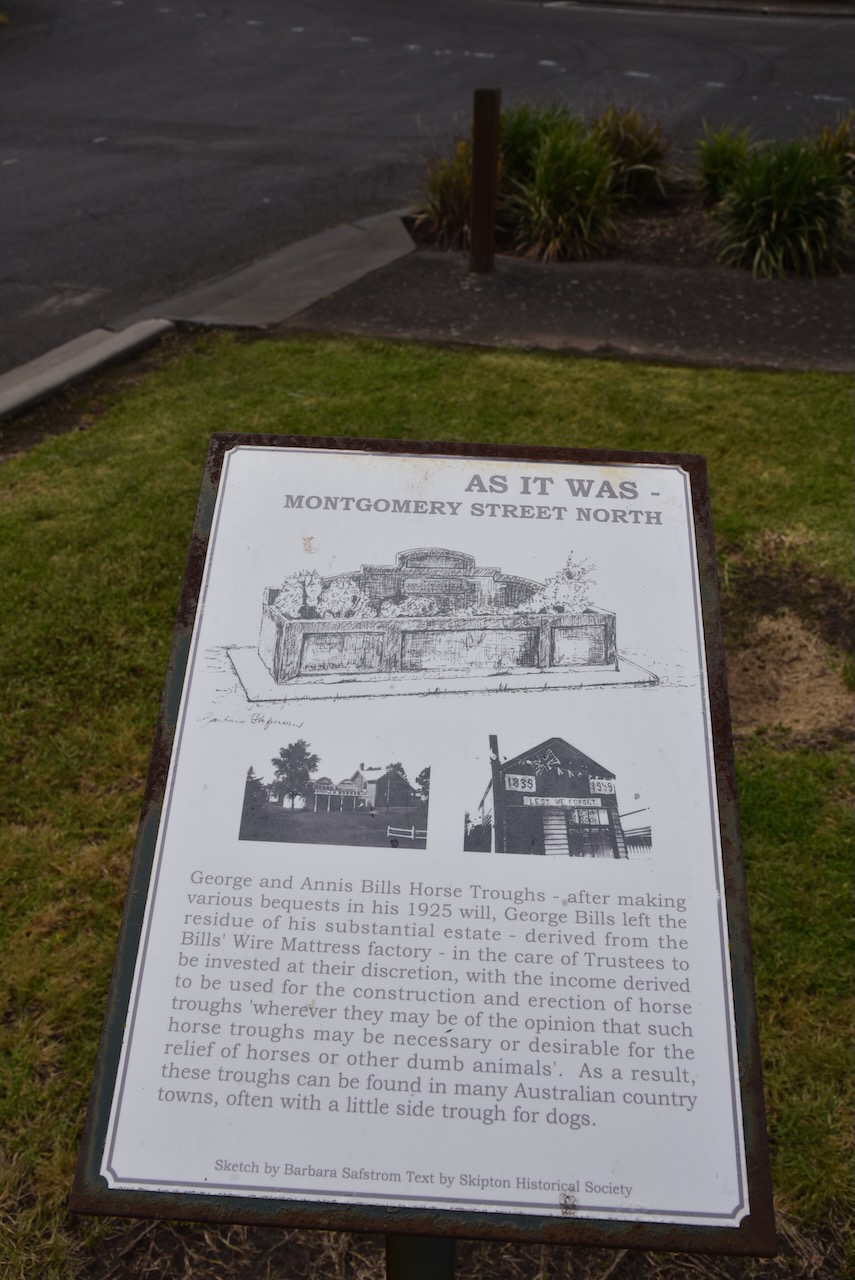 AS IT WAS -
MONTGOMERY STREET NORTH
Barbara
1839
1939
LEST WE FORGET
George and Annis Bills Horse Troughs - after making
various bequests in his 1925 will, George Bills left the
residue of his substantial estate - derived from the
Bills' Wire Mattress factory - in the care of Trustees to
be invested at their discretion, with the income derived
to be used for the construction and erection of horse
troughs 'wherever they may be of the opinion that such
horse troughs may be necessary or desirable for the
relief of horses or other dumb animals'. As a result,
these troughs can be found in many Australian country
towns, often with a little side trough for dogs.
Sketch by Barbara Safstrom Text by Skipton Historical Society